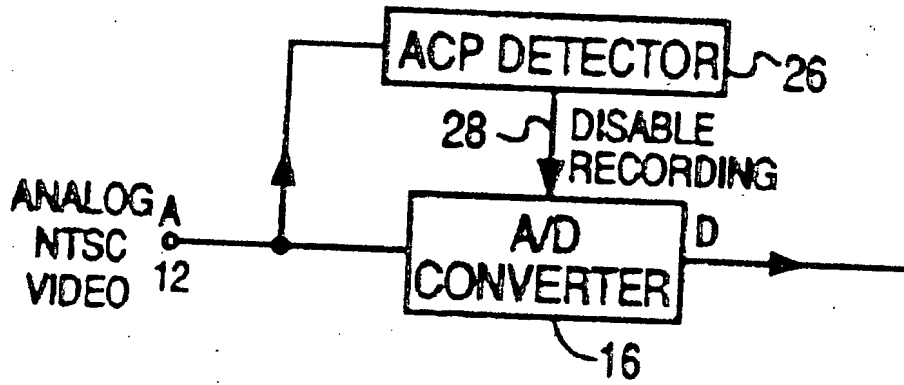 ACP DETECTOR
26
28
DISABLE
RECORDING
ANALOG
NTSC
VIDEO
A
12
A/D
CONVERTER
D
16